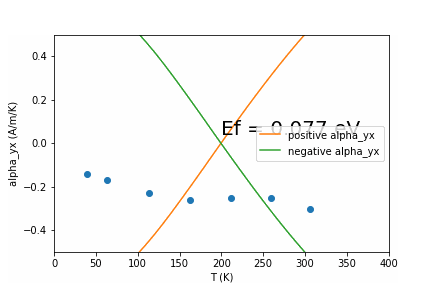 alpha_yx (A/m/K)
0.4
0.2
0.0
−0.2
−0.4
Ef = 0.077 eV
positive alpha_yx
negative alpha_yx
0 50 100 150 200 250 300 350 400
T (K)